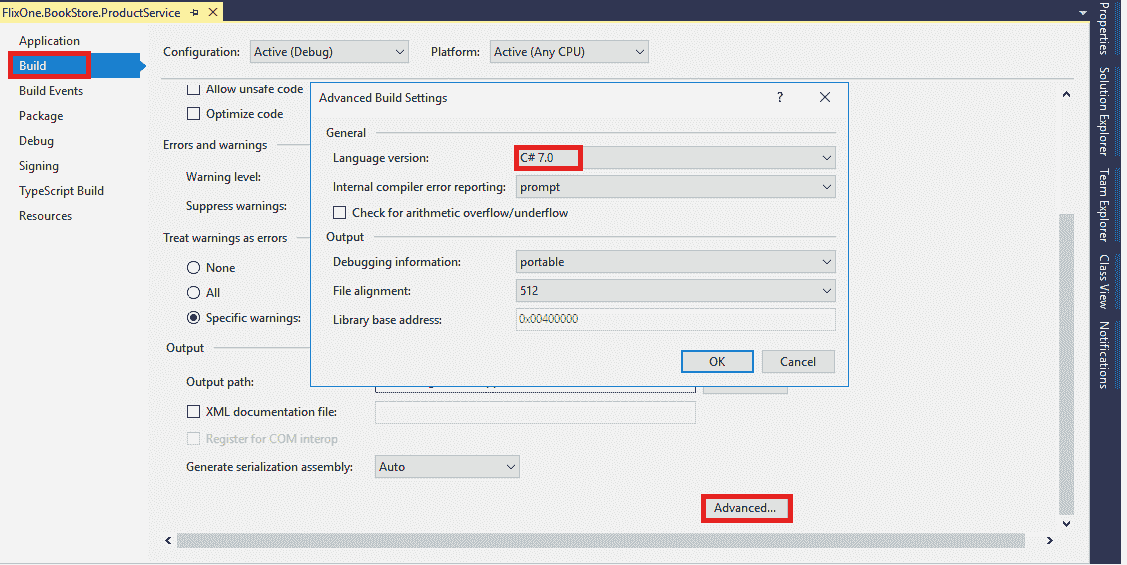 FlixOne.BookStore.ProductService
Application
Build
Build Events
Package
Debug
Signing
TypeScript Build
Resources
Configuration: Active (Debug) Platform: Active (Any CPU)
Allow unsafe code
Optimize code
Errors and warnings
Warning level:
Suppress warnings:
Treat warnings as errors
None
All
Specific warnings:
Output
Output path:
XML documentation file:
Register for COM interop
Generate serialization assembly: Auto
Advanced...
Advanced Build Settings ?
General
Language version: C# 7.0
Internal compiler error reporting: prompt
Check for arithmetic overflow/underflow
Output
Debugging information: portable
File alignment: 512
Library base address: 0x00400000
OK Cancel
Properties
Solution Explorer
Team Explorer
Class View
Notifications